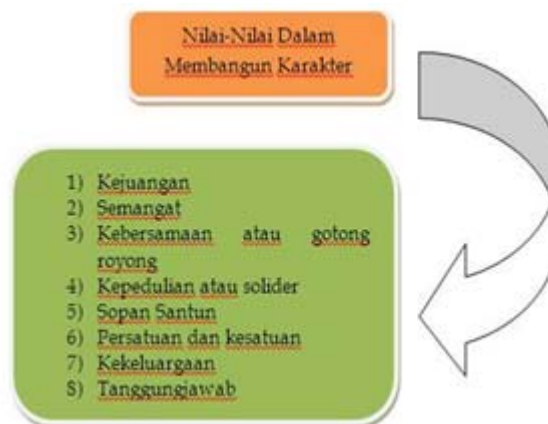 Nilai-Nilai Dalam
Membangun Karakter
1) Kejuangan
2) Semangat
3) Kebersamaan atau gotong
royong
4) Kepedulian atau solider
5) Sopan Santun
6) Persatuan dan kesatuan
7) Kekeluargaan
8) Tanggungjawab